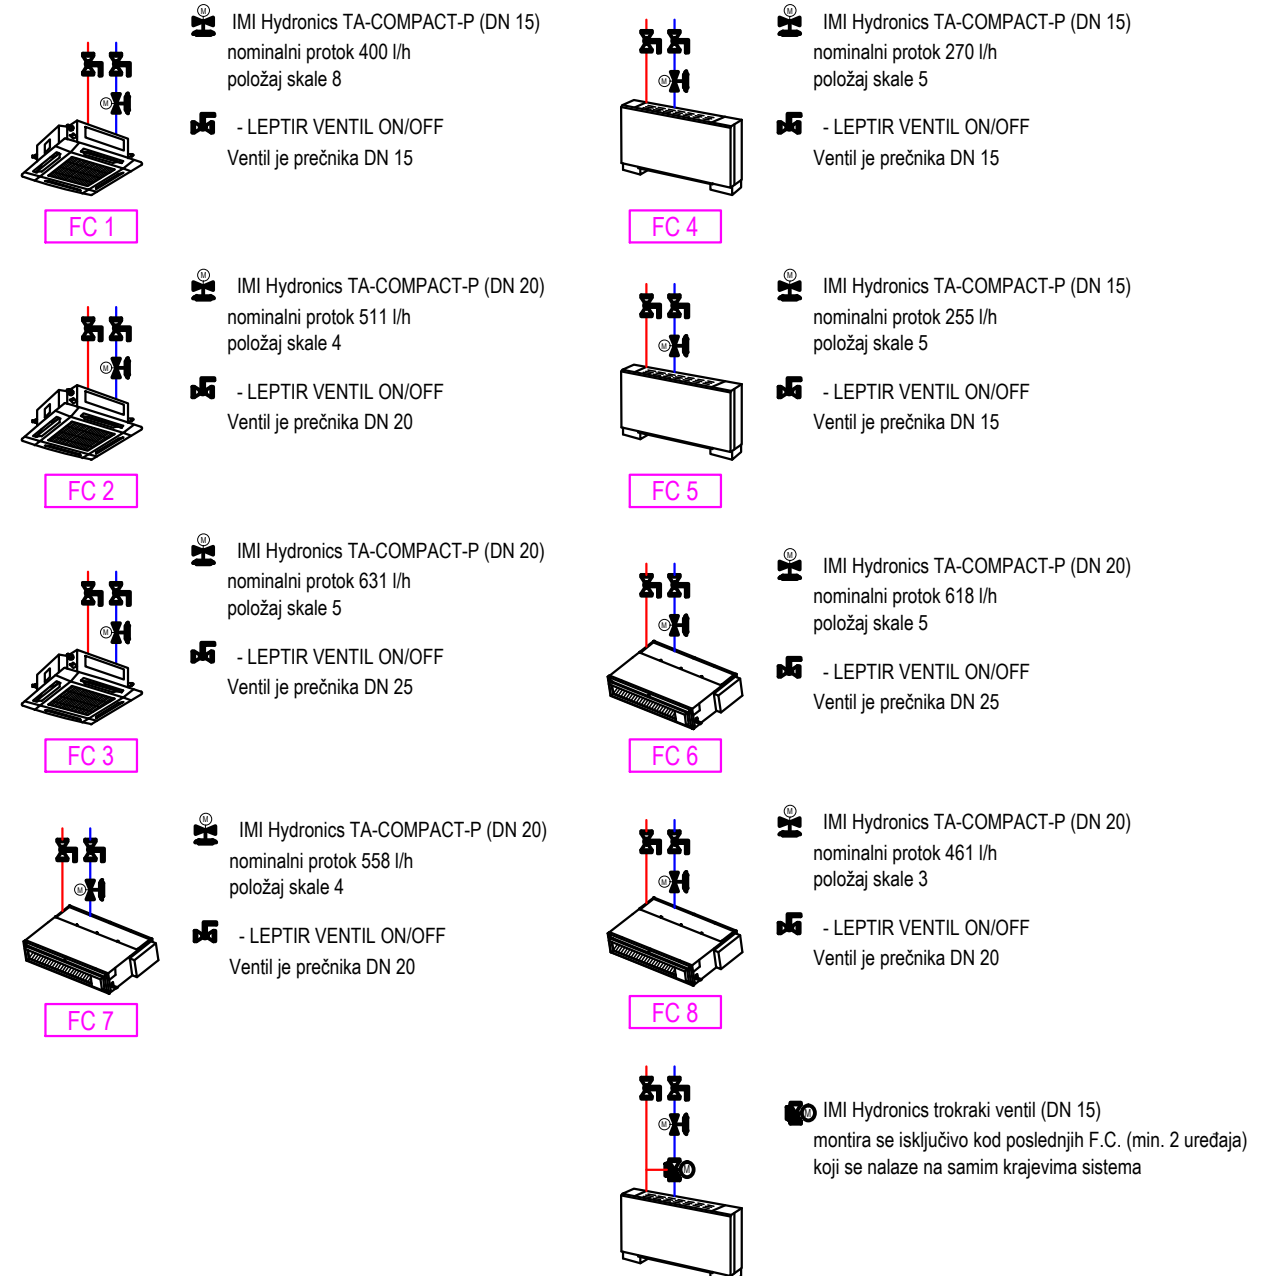 IMI Hydronics TA-COMPACT-P (DN 15)
nominalni protok 400 l/h
položaj skale 8
- LEPTIR VENTIL ON/OFF
Ventil je prečnika DN 15
M
M
FC 1
IMI Hydronics TA-COMPACT-P (DN 15)
nominalni protok 270 l/h
položaj skale 5
- LEPTIR VENTIL ON/OFF
Ventil je prečnika DN 15
M
M
FC 4
IMI Hydronics TA-COMPACT-P (DN 20)
nominalni protok 511 l/h
položaj skale 4
- LEPTIR VENTIL ON/OFF
Ventil je prečnika DN 20
M
M
FC 2
IMI Hydronics TA-COMPACT-P (DN 15)
nominalni protok 255 l/h
položaj skale 5
- LEPTIR VENTIL ON/OFF
Ventil je prečnika DN 15
M
M
FC 5
IMI Hydronics TA-COMPACT-P (DN 20)
nominalni protok 631 l/h
položaj skale 5
- LEPTIR VENTIL ON/OFF
Ventil je prečnika DN 25
M
M
FC 3
IMI Hydronics TA-COMPACT-P (DN 20)
nominalni protok 618 l/h
položaj skale 5
- LEPTIR VENTIL ON/OFF
Ventil je prečnika DN 25
M
M
FC 6
IMI Hydronics TA-COMPACT-P (DN 20)
nominalni protok 558 l/h
položaj skale 4
- LEPTIR VENTIL ON/OFF
Ventil je prečnika DN 20
M
M
FC 7
IMI Hydronics TA-COMPACT-P (DN 20)
nominalni protok 461 l/h
položaj skale 3
- LEPTIR VENTIL ON/OFF
Ventil je prečnika DN 20
M
M
FC 8
IMI Hydronics trokraki ventil (DN 15)
montira se isključivo kod poslednjih F.C. (min. 2 uređaja)
koji se nalaze na samim krajevima sistema
M
M
M